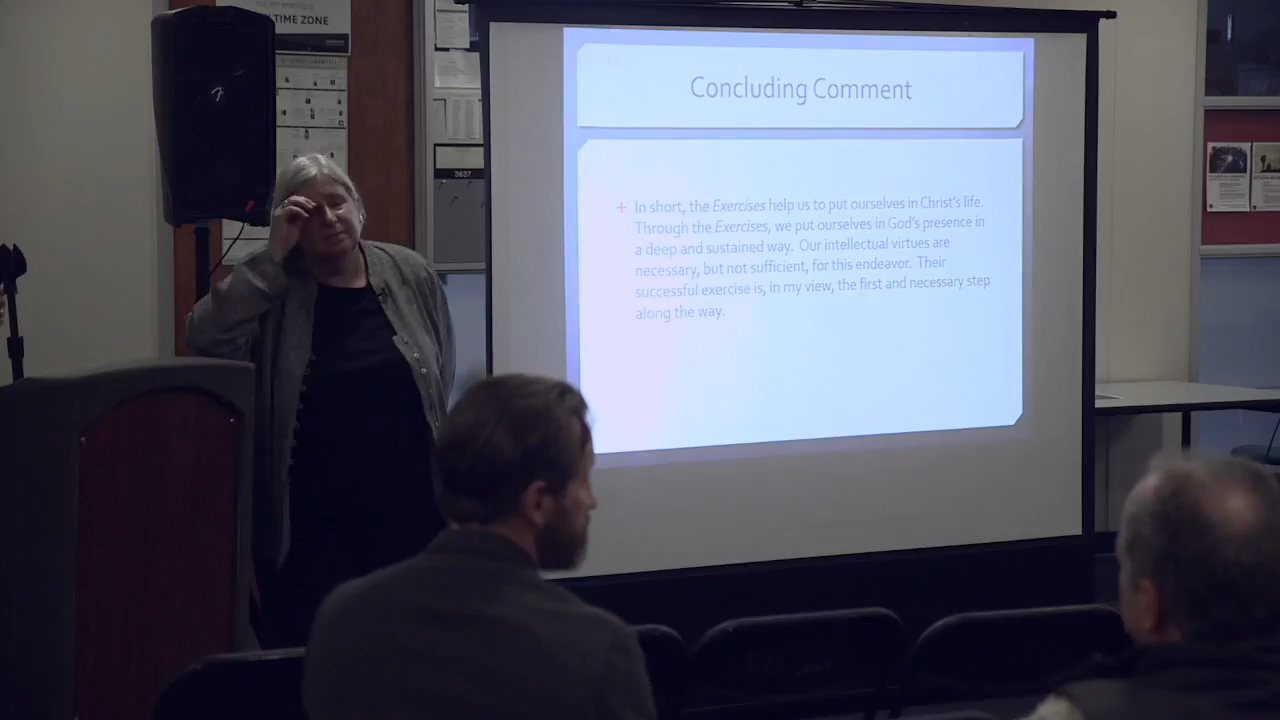 TIME ZONE
3637
Concluding Comment
In short, the Exercises help us to put ourselves in Christ's life.
Through the Exercises, we put ourselves in God's presence in
a deep and sustained way. Our intellectual virtues are
necessary, but not sufficient, for this endeavor. Their
successful exercise is, in my view, the first and necessary step
along the way.